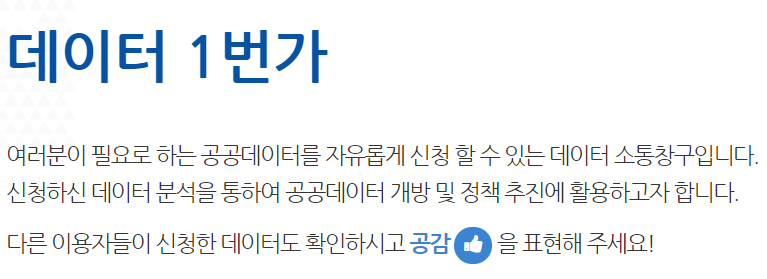 데이터 1번가
여러분이 필요로 하는 공공데이터를 자유롭게 신청 할 수 있는 데이터 소통창구입니다.
신청하신 데이터 분석을 통하여 공공데이터 개방 및 정책 추진에 활용하고자 합니다.
다른 이용자들이 신청한 데이터도 확인하시고 공감 을 표현해 주세요!